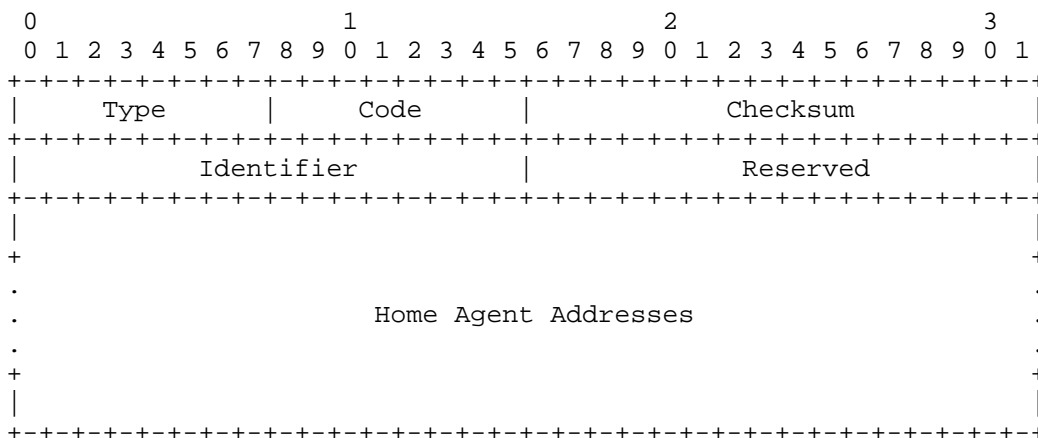 0                   1                   2                   3
 0 1 2 3 4 5 6 7 8 9 0 1 2 3 4 5 6 7 8 9 0 1 2 3 4 5 6 7 8 9 0 1
+-+-+-+-+-+-+-+-+-+-+-+-+-+-+-+-+-+-+-+-+-+-+-+-+-+-+-+-+-+-+-+-+
|     Type      |     Code      |            Checksum           |
+-+-+-+-+-+-+-+-+-+-+-+-+-+-+-+-+-+-+-+-+-+-+-+-+-+-+-+-+-+-+-+-+
|           Identifier          |             Reserved          |
+-+-+-+-+-+-+-+-+-+-+-+-+-+-+-+-+-+-+-+-+-+-+-+-+-+-+-+-+-+-+-+-+
|                                                               |
+                                                               +
.                                                               .
.                      Home Agent Addresses                     .
.                                                               .
+                                                               +
|                                                               |
+-+-+-+-+-+-+-+-+-+-+-+-+-+-+-+-+-+-+-+-+-+-+-+-+-+-+-+-+-+-+-+-+